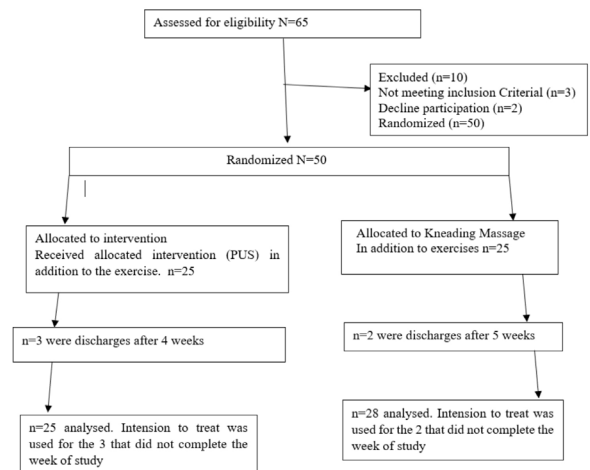 Assessed for eligibility N=65
Excluded (n=10)
Not meeting inclusion Criterial (n=3)
Decline participation (n=2)
Randomized (n=50)
Randomized N=50
Allocated to intervention
Received allocated intervention (PUS) in
addition to the exercise. n=25
Allocated to Kneading Massage
In addition to exercises n=25
n=3 were discharges after 4 weeks
n=2 were discharges after 5 weeks
n=25 analysed. Intension to treat was
used for the 3 that did not complete the
week of study
n=28 analysed. Intension to treat was
used for the 2 that did not complete the
week of study